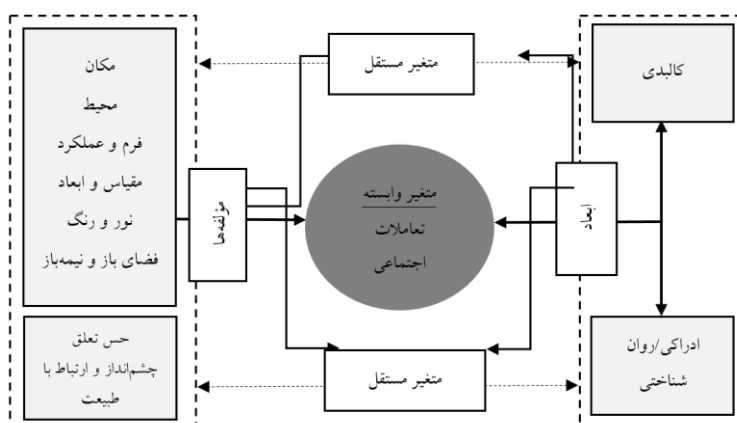 کالبدی
ادراکی/روان
شناختی
ابعاد
متغیر مستقل
متغیر وابسته
تعاملات
اجتماعی
متغیر مستقل
مؤلفه‌ها
مکان
محیط
فرم و عملکرد
مقیاس و ابعاد
نور و رنگ
فضای باز و نیمه‌باز
حس تعلق
چشم‌انداز و ارتباط با
طبیعت